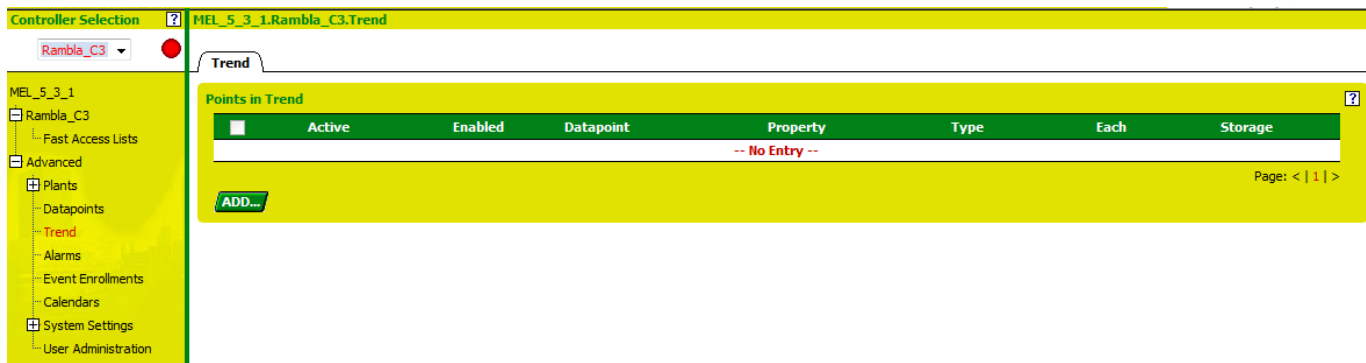 Controller Selection ?
Rambla_C3
MEL_5_3_1
Rambla_C3
Fast Access Lists
Advanced
Plants
Datapoints
Trend
Alarms
Event Enrollments
Calendars
System Settings
User Administration
MEL_5_3_1.Rambla_C3.Trend
Trend
Points in Trend ?
Active Enabled Datapoint Property Type Each Storage
-- No Entry --
Page: < | 1 | >
ADD...